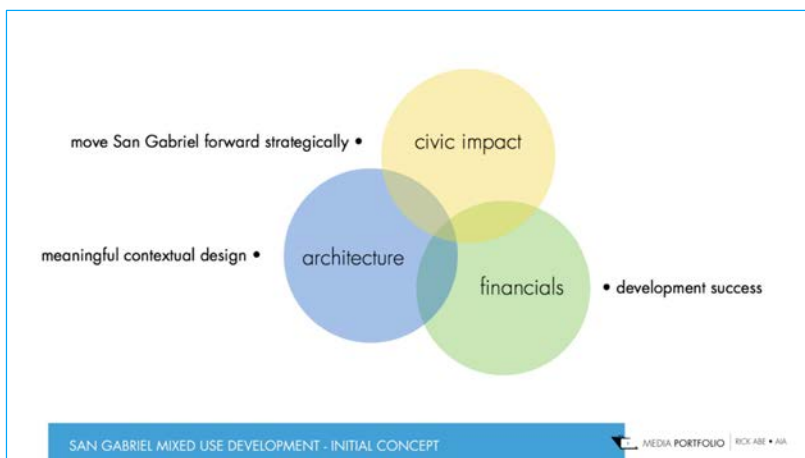 civic impact
move San Gabriel forward strategically •
meaningful contextual design •
architecture
financials
• development success
SAN GABRIEL MIXED USE DEVELOPMENT - INITIAL CONCEPT
MEDIA PORTFOLIO | RICK ABE • AIA